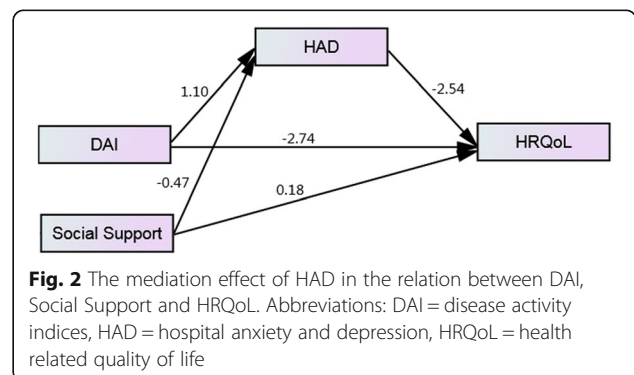 HAD
1.10
-2.54
DAI
-2.74
HRQoL
-0.47
0.18
Social Support
Fig. 2 The mediation effect of HAD in the relation between DAI,
Social Support and HRQoL. Abbreviations: DAI = disease activity
indices, HAD = hospital anxiety and depression, HRQoL = health
related quality of life